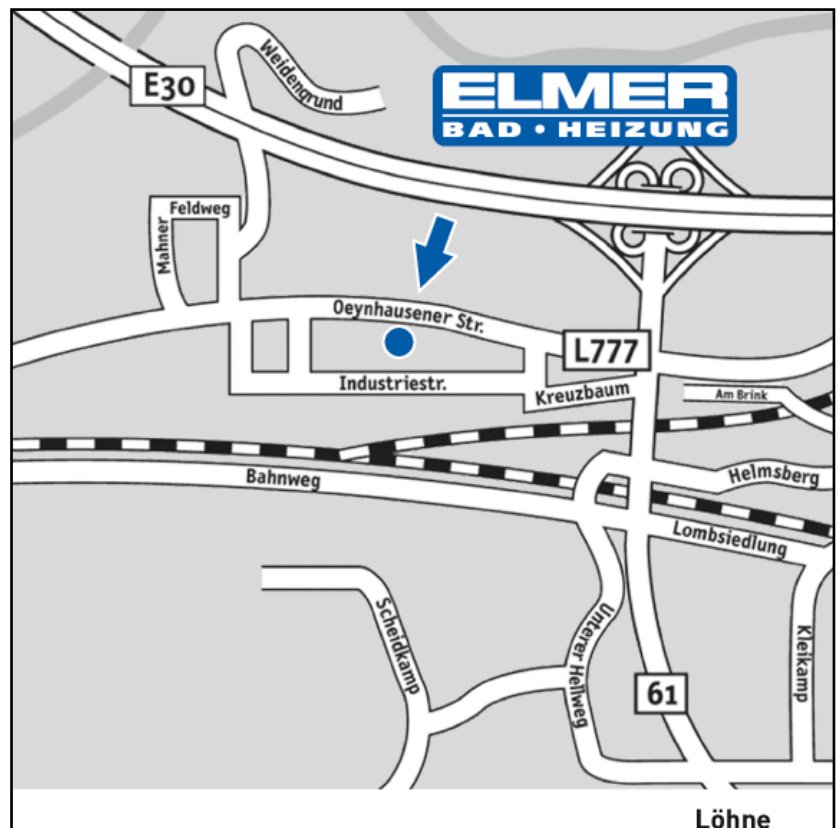 E30
Weidengrund
ELMER
BAD • HEIZUNG
Feldweg
Mahner
Oeynhausener Str.
L777
Industriestr.
Kreuzbaum
Am Brink
Bahnweg
Helmsberg
Lombsiedlung
Scheidkamp
Unterer Hellweg
Kleikamp
61
Löhne